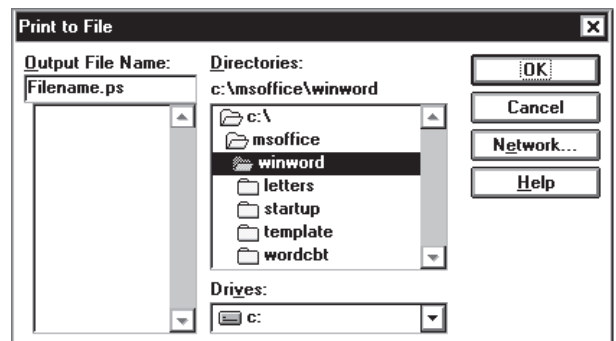 Print to File
Output File Name:
Filename.ps
Directories:
c:\msoffice\winword
c:\
msoffice
winword
letters
startup
template
wordcbt
Drives:
c:
OK
Cancel
Network...
Help